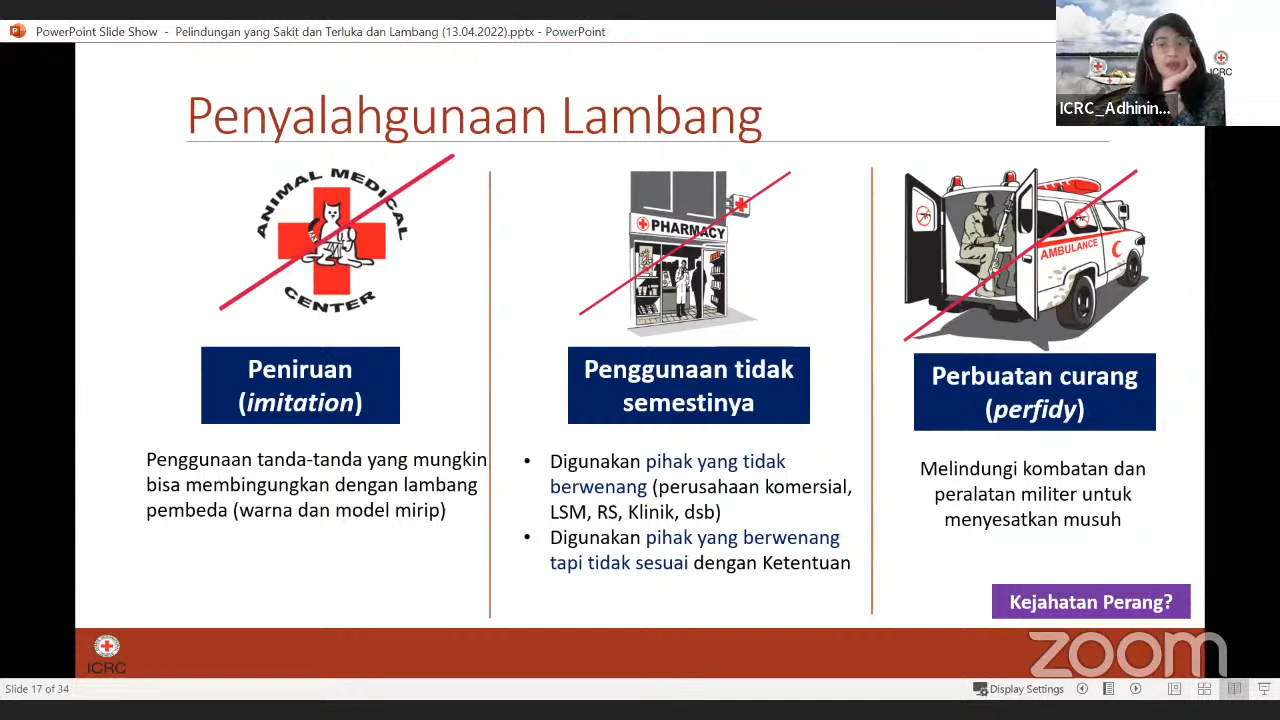 PowerPoint Slide Show - Pelindungan yang Sakit dan Terluka dan Lambang (13.04.2022).pptx - PowerPoint
ICRC
ICRC_Adhinin...
Penyalahgunaan Lambang
ANIMAL MEDICAL
CENTER
PHARMACY
AMBULANCE
Peniruan
(imitation)
Penggunaan tidak
semestinya
Perbuatan curang
(perfidy)
Penggunaan tanda-tanda yang mungkin
bisa membingungkan dengan lambang
pembeda (warna dan model mirip)
• Digunakan pihak yang tidak
berwenang (perusahaan komersial,
LSM, RS, Klinik, dsb)
• Digunakan pihak yang berwenang
tapi tidak sesuai dengan Ketentuan
Melindungi kombatan dan
peralatan militer untuk
menyesatkan musuh
Kejahatan Perang?
ICRC
zoom
Slide 17 of 34
Display Settings